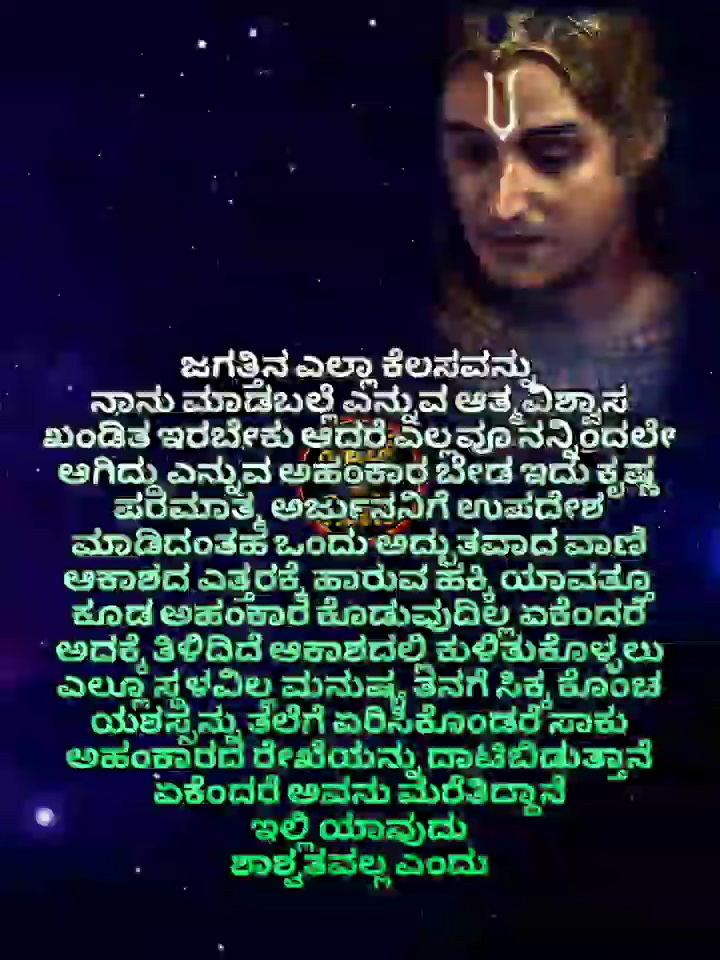 ಜಗತ್ತಿನ ಎಲ್ಲಾ ಕೆಲಸವನ್ನು
ನಾನು ಮಾಡಬಲ್ಲೆ ಎನ್ನುವ ಆತ್ಮವಿಶ್ವಾಸ
ಖಂಡಿತ ಇರಬೇಕು ಆದರೆ ಎಲ್ಲವೂ ನನ್ನಿಂದಲೇ
ಆಗಿದ್ದು ಎನ್ನುವ ಅಹಂಕಾರ ಬೇಡ ಇದು ಕೃಷ್ಣ
ಪರಮಾತ್ಮ ಅರ್ಜುನನಿಗೆ ಉಪದೇಶ
ಮಾಡಿದಂತಹ ಒಂದು ಅದ್ಭುತವಾದ ವಾಣಿ
ಆಕಾಶದ ಎತ್ತರಕ್ಕೆ ಹಾರುವ ಹಕ್ಕಿ ಯಾವತ್ತೂ
ಕೂಡ ಅಹಂಕಾರ ಕೊಡುವುದಿಲ್ಲ ಏಕೆಂದರೆ
ಅದಕ್ಕೆ ತಿಳಿದಿದೆ ಆಕಾಶದಲ್ಲಿ ಕುಳಿತುಕೊಳ್ಳಲು
ಎಲ್ಲೂ ಸ್ಥಳವಿಲ್ಲ ಮನುಷ್ಯ ತನಗೆ ಸಿಕ್ಕ ಕೊಂಚ
ಯಶಸ್ಸನ್ನು ತಲೆಗೆ ಏರಿಸಿಕೊಂಡರೆ ಸಾಕು
ಅಹಂಕಾರದ ರೇಖೆಯನ್ನು ದಾಟಿಬಿಡುತ್ತಾನೆ
ಏಕೆಂದರೆ ಅವನು ಮರೆತಿದ್ದಾನೆ
ಇಲ್ಲಿ ಯಾವುದು
ಶಾಶ್ವತವಲ್ಲ ಎಂದು